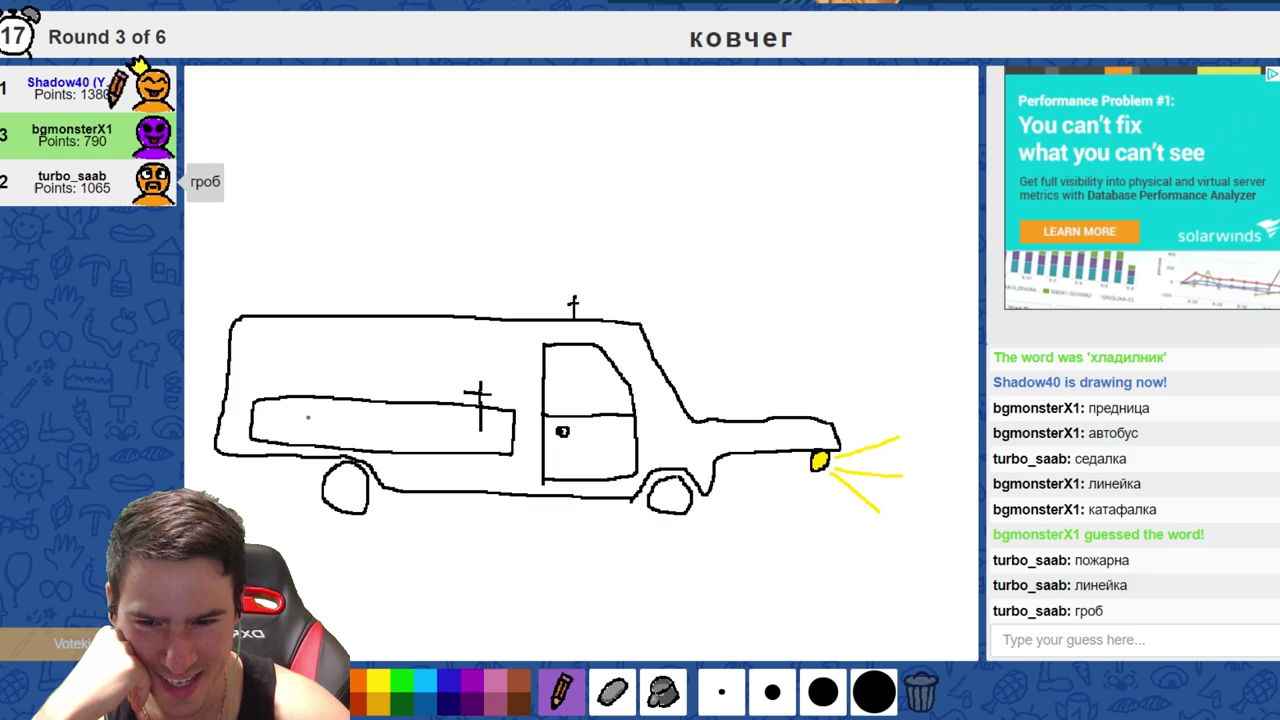 17
Round 3 of 6
ковчег
1
Shadow40 (Y
Points: 1380
3
bgmonsterX1
Points: 790
2
turbo_saab
Points: 1065
гроб
Performance Problem #1:
You can't fix
what you can't see
Get full visibility into physical and virtual server
metrics with Database Performance Analyzer
LEARN MORE
solarwinds
The word was 'хладилник'
Shadow40 is drawing now!
bgmonsterX1: предница
bgmonsterX1: автобус
turbo_saab: седалка
bgmonsterX1: линейка
bgmonsterX1: катафалка
bgmonsterX1 guessed the word!
turbo_saab: пожарна
turbo_saab: линейка
turbo_saab: гроб
Type your guess here...
Voteki